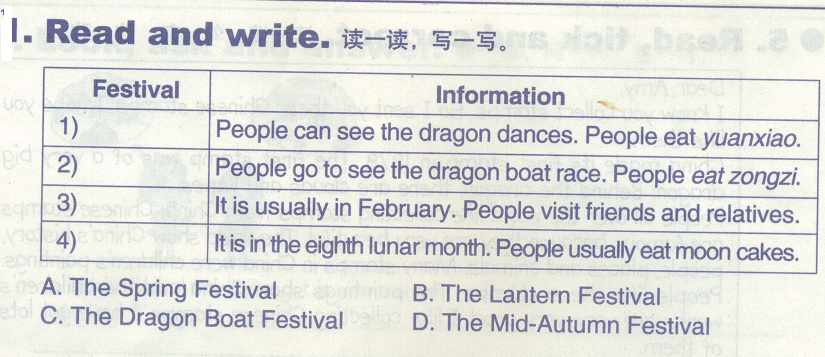 1
1. Read and write. 读一读，写一写。
Festival Information
1) People can see the dragon dances. People eat yuanxiao.
2) People go to see the dragon boat race. People eat zongzi.
3) It is usually in February. People visit friends and relatives.
4) It is in the eighth lunar month. People usually eat moon cakes.
A. The Spring Festival B. The Lantern Festival
C. The Dragon Boat Festival D. The Mid-Autumn Festival